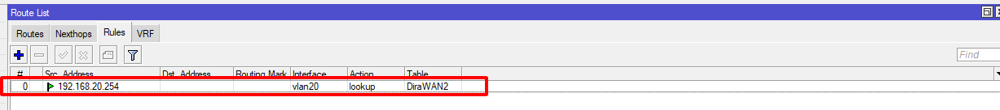 Route List
Routes Nexthops Rules VRF
Find
# Src. Address Dst. Address Routing Mark Interface Action Table
0 192.168.20.254 vlan20 lookup DiraWAN2